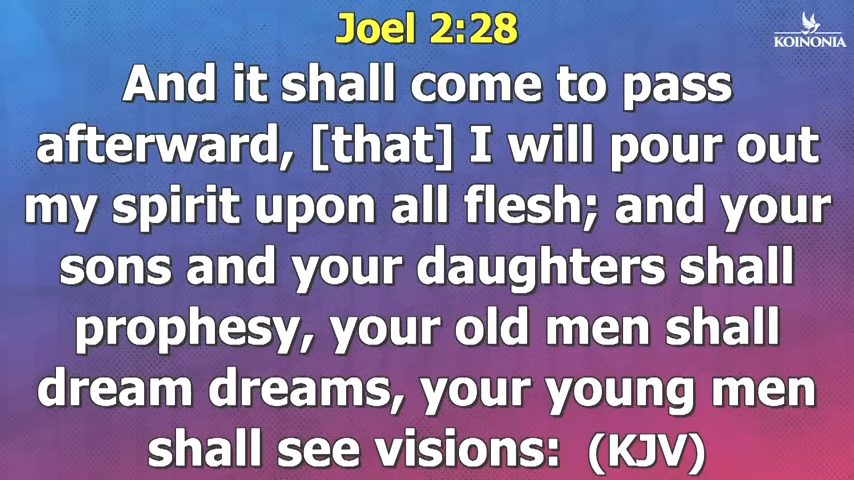 Joel 2:28
KOINONIA
And it shall come to pass
afterward, [that] I will pour out
my spirit upon all flesh; and your
sons and your daughters shall
prophesy, your old men shall
dream dreams, your young men
shall see visions: (KJV)